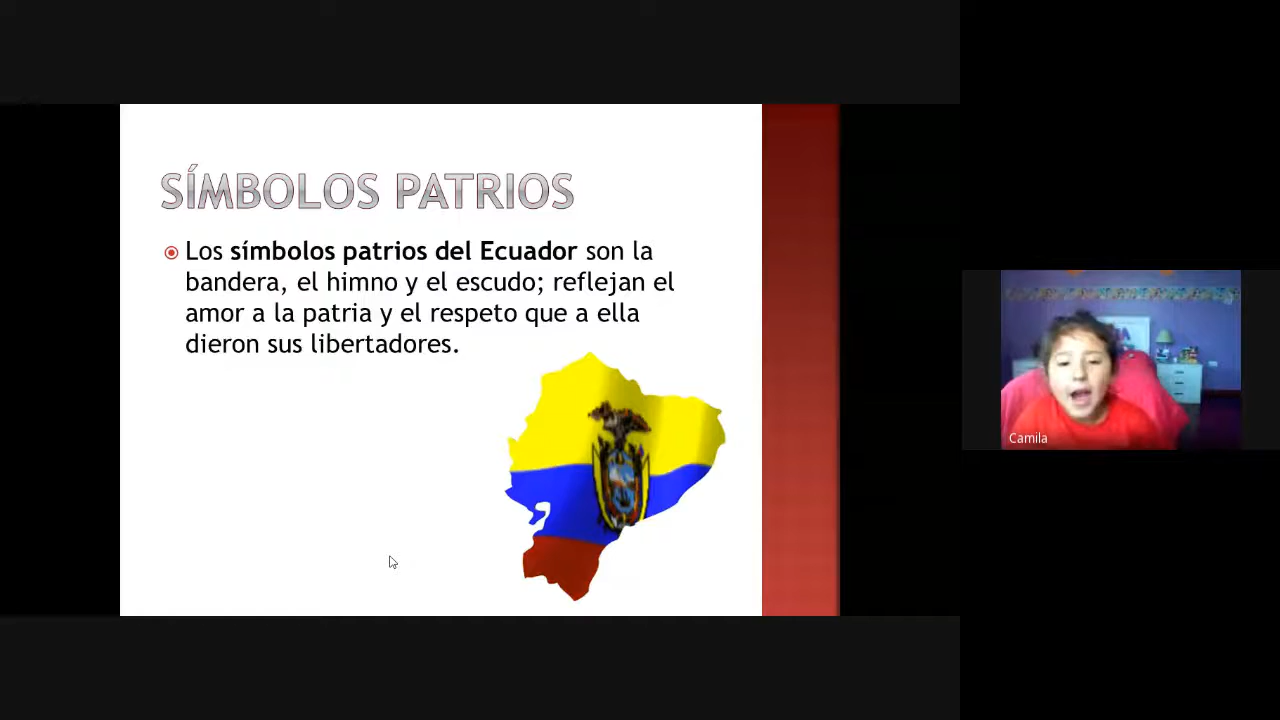 SÍMBOLOS PATRIOS
Los símbolos patrios del Ecuador son la
bandera, el himno y el escudo; reflejan el
amor a la patria y el respeto que a ella
dieron sus libertadores.
Camila